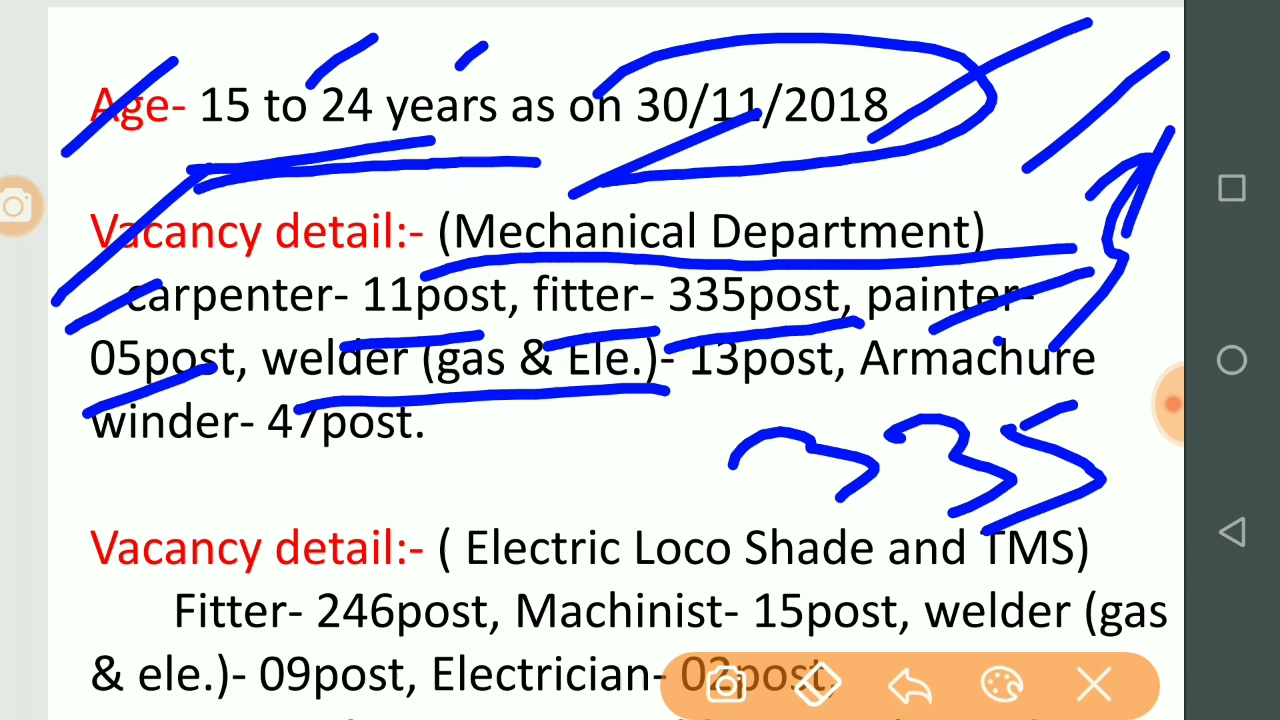 Age- 15 to 24 years as on 30/11/2018
Vacancy detail:- (Mechanical Department)
carpenter- 11post, fitter- 335post, painter-
05post, welder (gas & Ele.)- 13post, Armachure
winder- 47post.
335
Vacancy detail:- ( Electric Loco Shade and TMS)
Fitter- 246post, Machinist- 15post, welder (gas
& ele.)- 09post, Electrician- 02post,